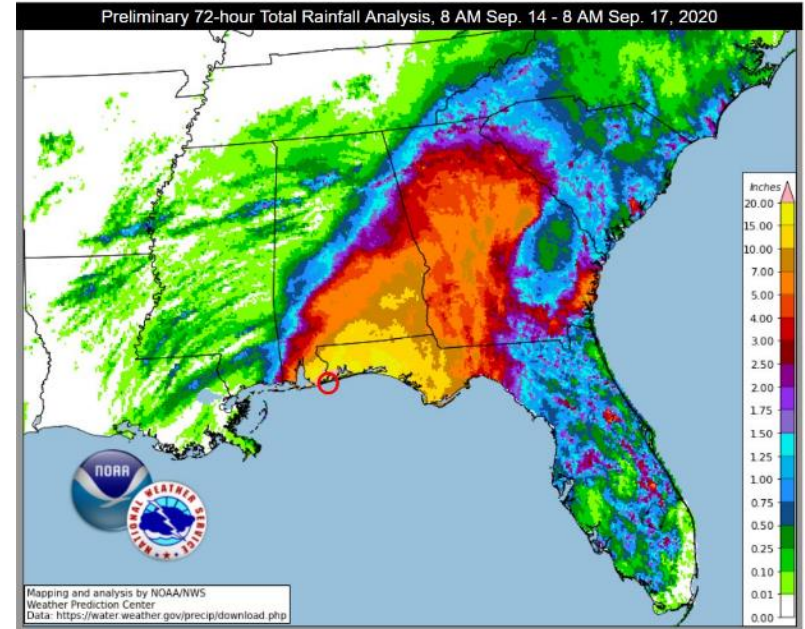 Preliminary 72-hour Total Rainfall Analysis, 8 AM Sep. 14 - 8 AM Sep. 17, 2020
Inches
20.00
15.00
10.00
7.00
5.00
4.00
3.00
2.50
2.00
1.75
1.50
1.25
1.00
0.75
0.50
0.25
0.10
0.01
0.00
NOAA
NATIONAL WEATHER SERVICE
Mapping and analysis by NOAA/NWS
Weather Prediction Center
Data: https://water.weather.gov/precip/download.php